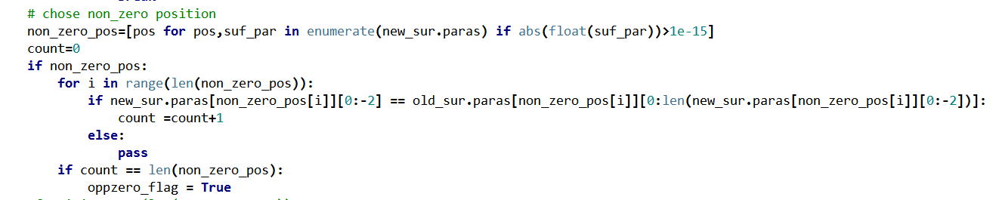 # chose non_zero position
non_zero_pos=[pos for pos,suf_par in enumerate(new_sur.paras) if abs(float(suf_par))>1e-15]
count=0
if non_zero_pos:
    for i in range(len(non_zero_pos)):
        if new_sur.paras[non_zero_pos[i]][0:-2] == old_sur.paras[non_zero_pos[i]][0:len(new_sur.paras[non_zero_pos[i]][0:-2])]:
            count =count+1
        else:
            pass
    if count == len(non_zero_pos):
        oppzero_flag = True